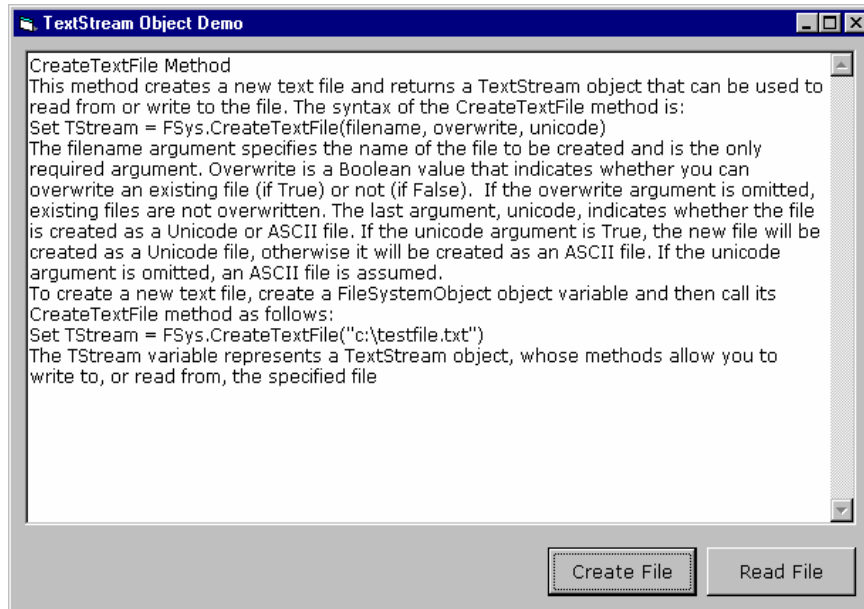 TextStream Object Demo
CreateTextFile Method
This method creates a new text file and returns a TextStream object that can be used to
read from or write to the file. The syntax of the CreateTextFile method is:
Set TStream = FSys.CreateTextFile(filename, overwrite, unicode)
The filename argument specifies the name of the file to be created and is the only
required argument. Overwrite is a Boolean value that indicates whether you can
overwrite an existing file (if True) or not (if False).  If the overwrite argument is omitted,
existing files are not overwritten. The last argument, unicode, indicates whether the file
is created as a Unicode or ASCII file. If the unicode argument is True, the new file will be
created as a Unicode file, otherwise it will be created as an ASCII file. If the unicode
argument is omitted, an ASCII file is assumed.
To create a new text file, create a FileSystemObject object variable and then call its
CreateTextFile method as follows:
Set TStream = FSys.CreateTextFile("c:\testfile.txt")
The TStream variable represents a TextStream object, whose methods allow you to
write to, or read from, the specified file
Create File
Read File